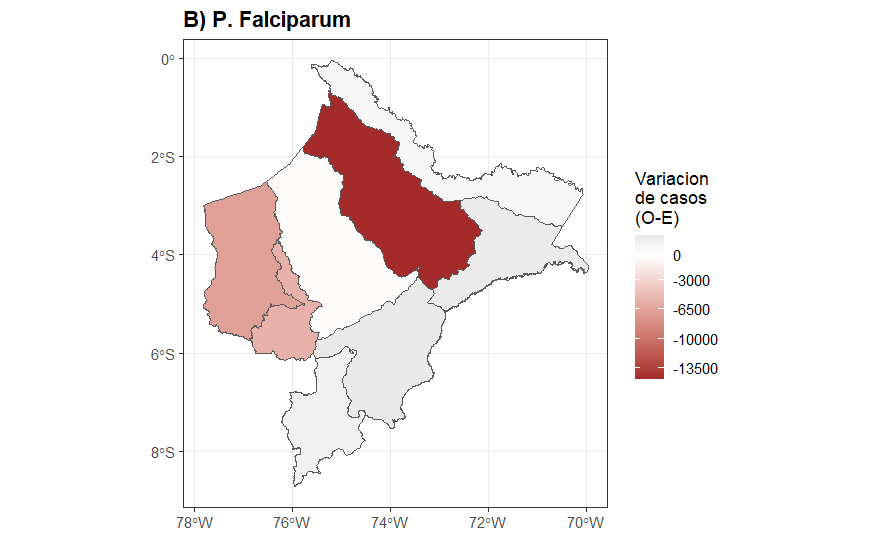 B) P. Falciparum
0°
2°S
4°S
6°S
8°S
78°W
76°W
74°W
72°W
70°W
Variacion
de casos
(O-E)
0
-3000
-6500
-10000
-13500